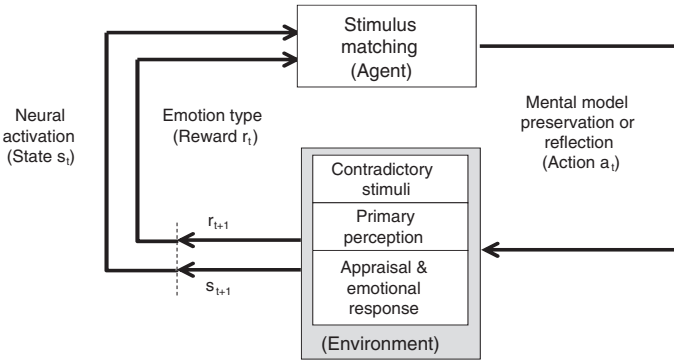 Stimulus
matching
(Agent)
Neural
activation
(State sₜ)
Emotion type
(Reward rₜ)
Mental model
preservation or
reflection
(Action aₜ)
Contradictory
stimuli
Primary
perception
Appraisal &
emotional
response
(Environment)
rₜ₊₁
sₜ₊₁